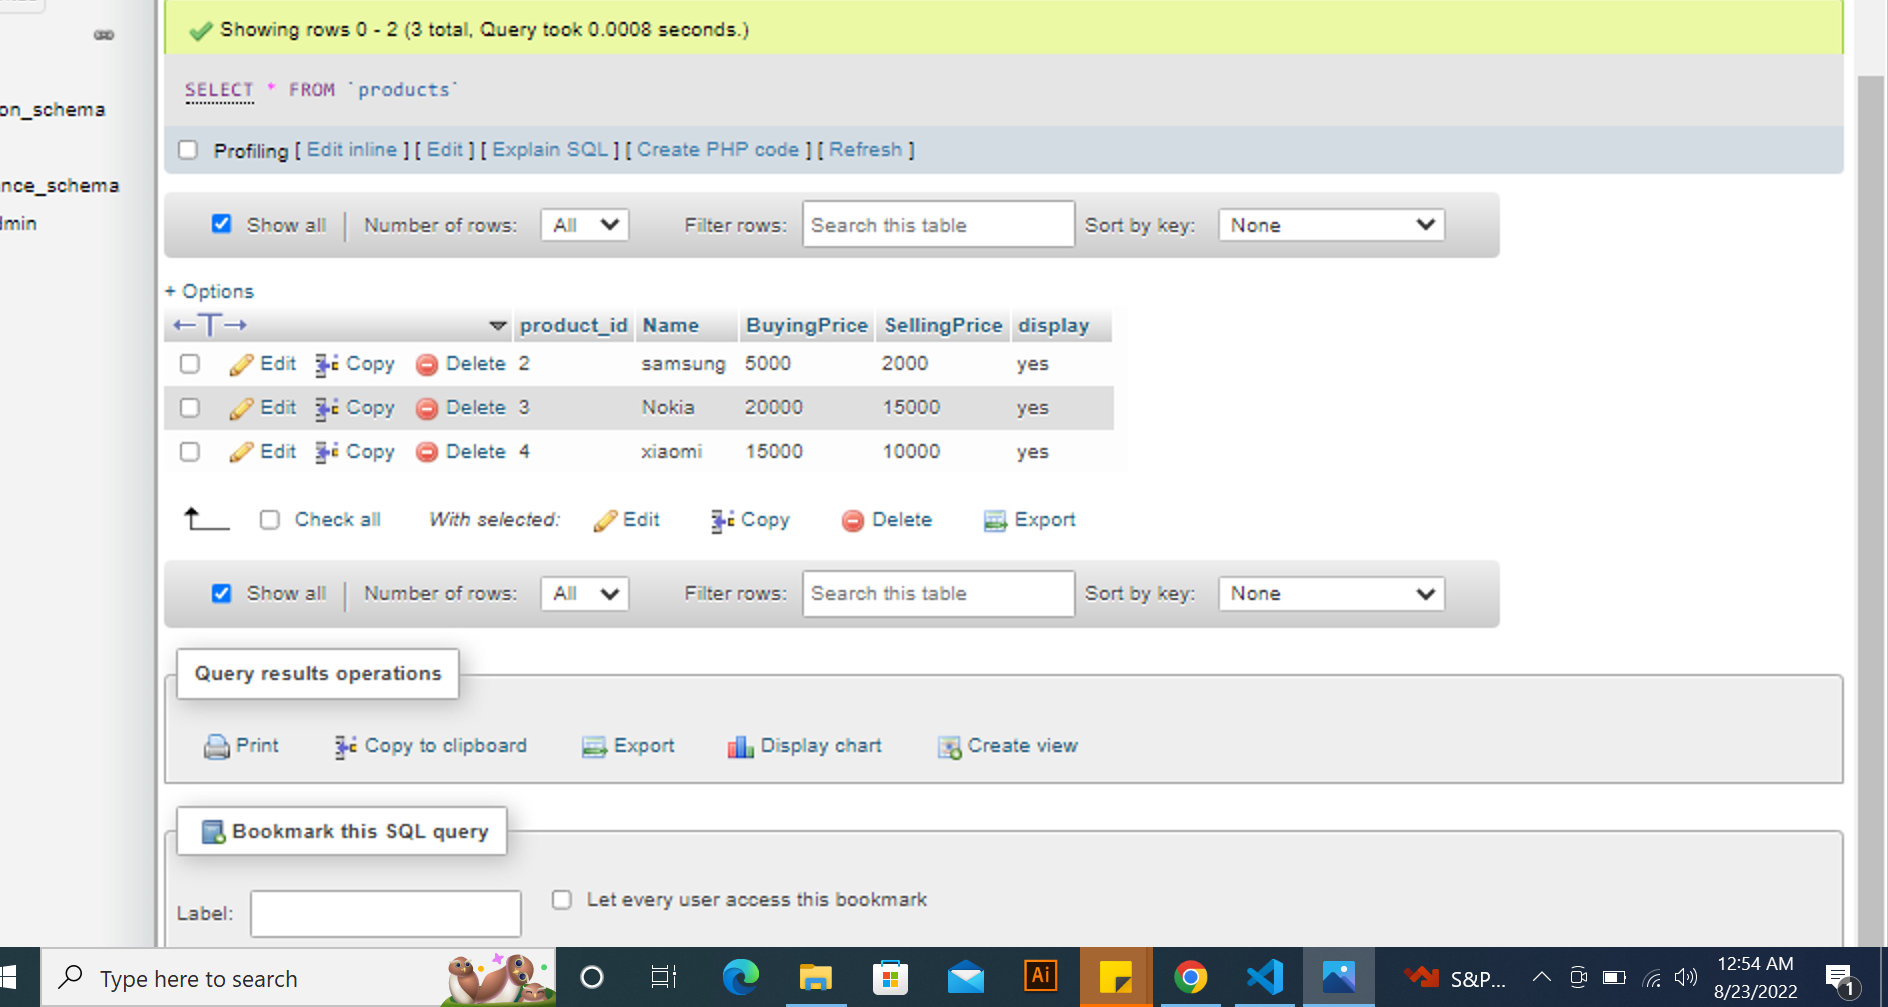 Showing rows 0 - 2 (3 total, Query took 0.0008 seconds.)
SELECT * FROM `products`
on_schema
Profiling [ Edit inline ] [ Edit ] [ Explain SQL ] [ Create PHP code ] [ Refresh ]
nce_schema
dmin
Show all | Number of rows: All Filter rows: Search this table Sort by key: None
+ Options
←T→ product_id Name BuyingPrice SellingPrice display
Edit Copy Delete 2 samsung 5000 2000 yes
Edit Copy Delete 3 Nokia 20000 15000 yes
Edit Copy Delete 4 xiaomi 15000 10000 yes
Check all With selected: Edit Copy Delete Export
Show all | Number of rows: All Filter rows: Search this table Sort by key: None
Query results operations
Print Copy to clipboard Export Display chart Create view
Bookmark this SQL query
Label: Let every user access this bookmark
Type here to search Ai S&P... 12:54 AM
8/23/2022 1